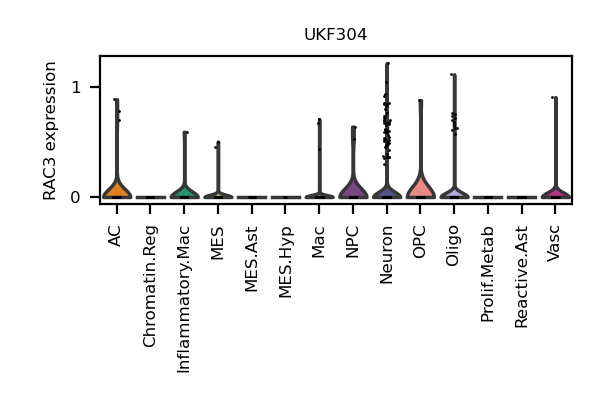 UKF304
RAC3 expression
1
0
AC
Chromatin.Reg
Inflammatory.Mac
MES
MES.Ast
MES.Hyp
Mac
NPC
Neuron
OPC
Oligo
Prolif.Metab
Reactive.Ast
Vasc